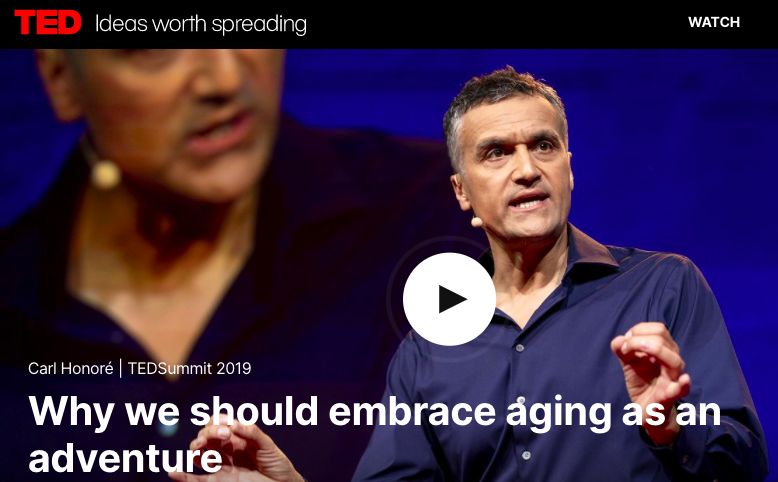 TED Ideas worth spreading WATCH
Carl Honoré | TEDSummit 2019
Why we should embrace aging as an
adventure